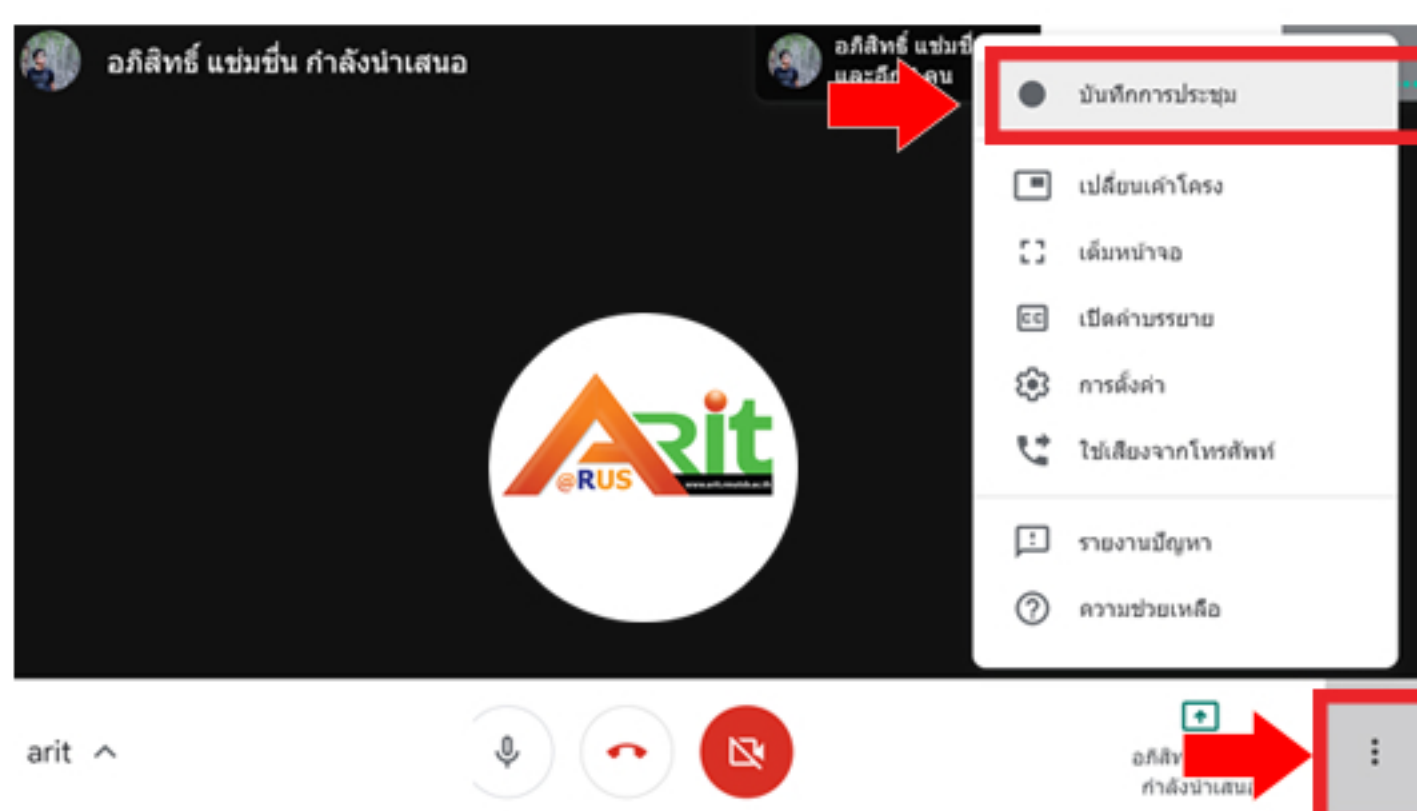 อภิสิทธิ์ แช่มชื่น กำลังนำเสนอ
อภิสิทธิ์
และอีก คน
บันทึกการประชุม
เปลี่ยนเค้าโครง
เต็มหน้าจอ
เปิดคำบรรยาย
การตั้งค่า
ใช้เสียงจากโทรศัพท์
รายงานปัญหา
ความช่วยเหลือ
ARit
@RUS
arit
กำลังนำเสนอ